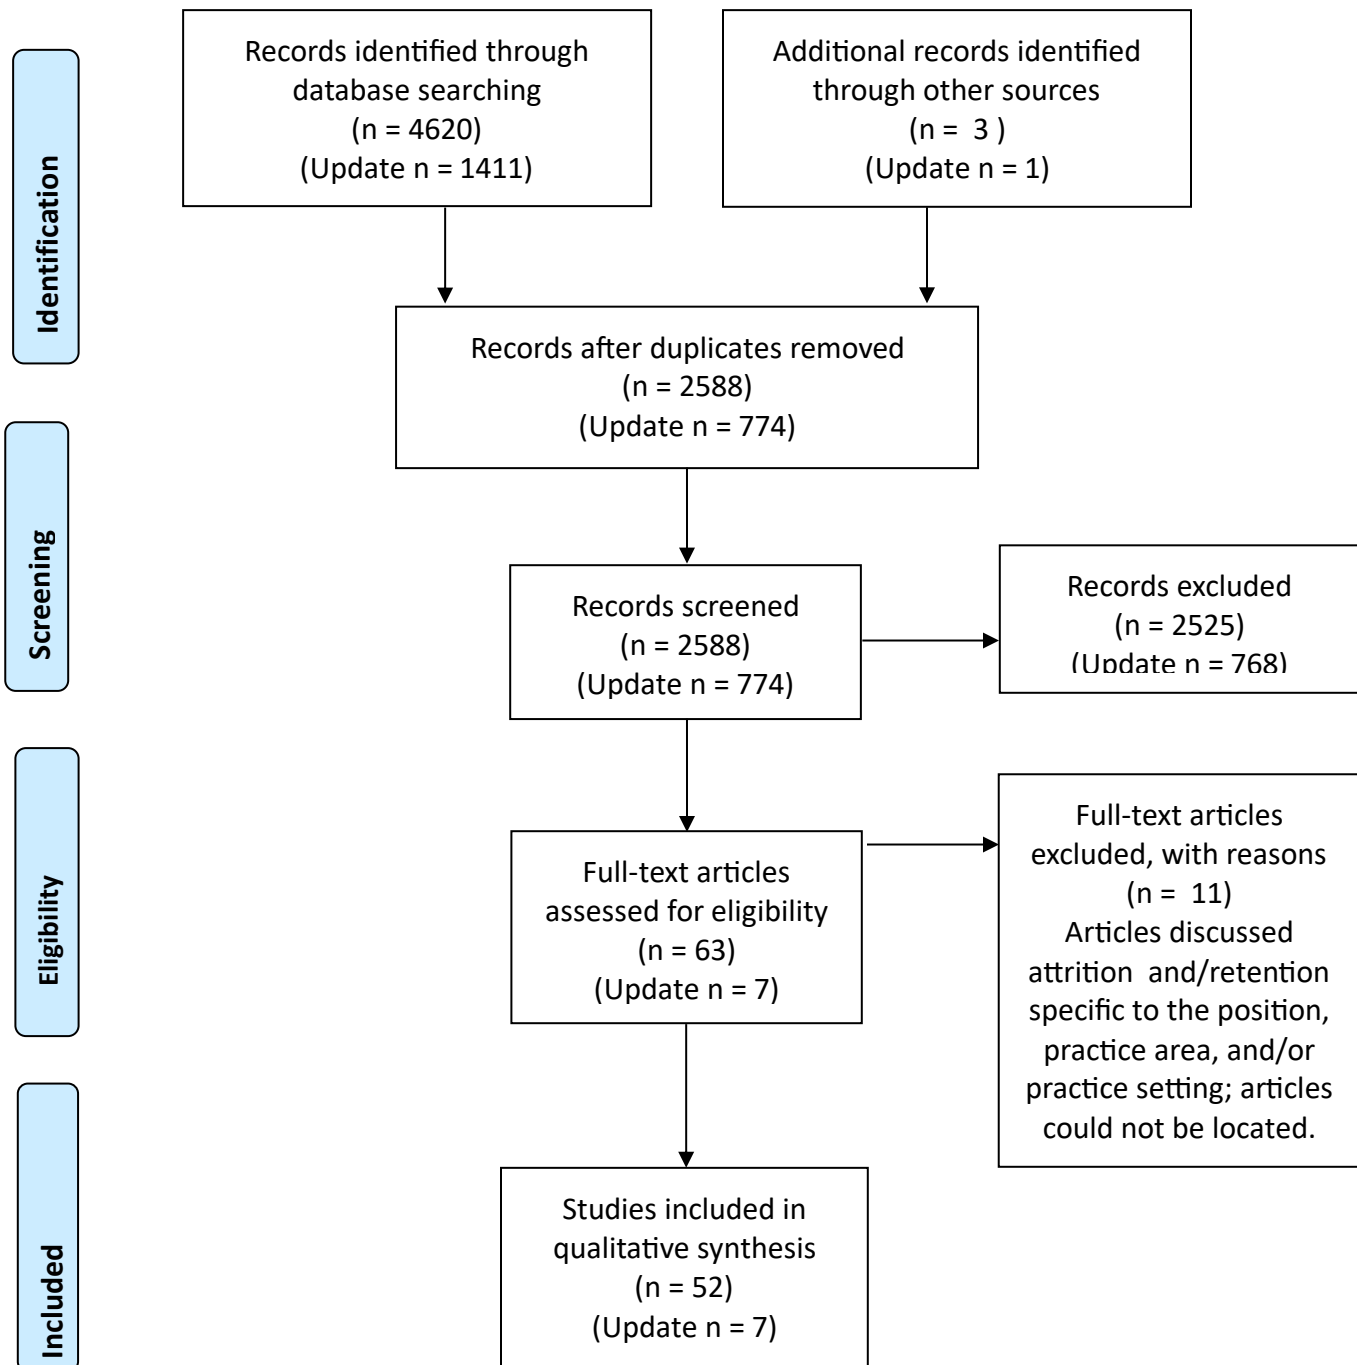 Identification
Records identified through
database searching
(n = 4620)
(Update n = 1411)
Additional records identified
through other sources
(n =  3 )
(Update n = 1)
Records after duplicates removed
(n = 2588)
(Update n = 774)
Screening
Records screened
(n = 2588)
(Update n = 774)
Records excluded
(n = 2525)
(Update n = 768)
Eligibility
Full-text articles
assessed for eligibility
(n = 63)
(Update n = 7)
Full-text articles
excluded, with reasons
(n =  11)
Articles discussed
attrition  and/retention
specific to the position,
practice area, and/or
practice setting; articles
could not be located.
Included
Studies included in
qualitative synthesis
(n = 52)
(Update n = 7)